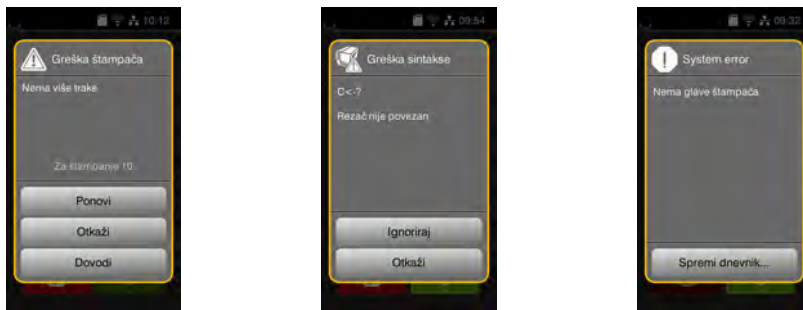 10:12
Greška štampača
Nema više trake
Za štampanje 10
Ponovi
Otkaži
Dovodi
09:54
Greška sintakse
C<-?
Rezač nije povezan
Ignoriraj
Otkaži
09:32
System error
Nema glave štampača
Spremi dnevnik...